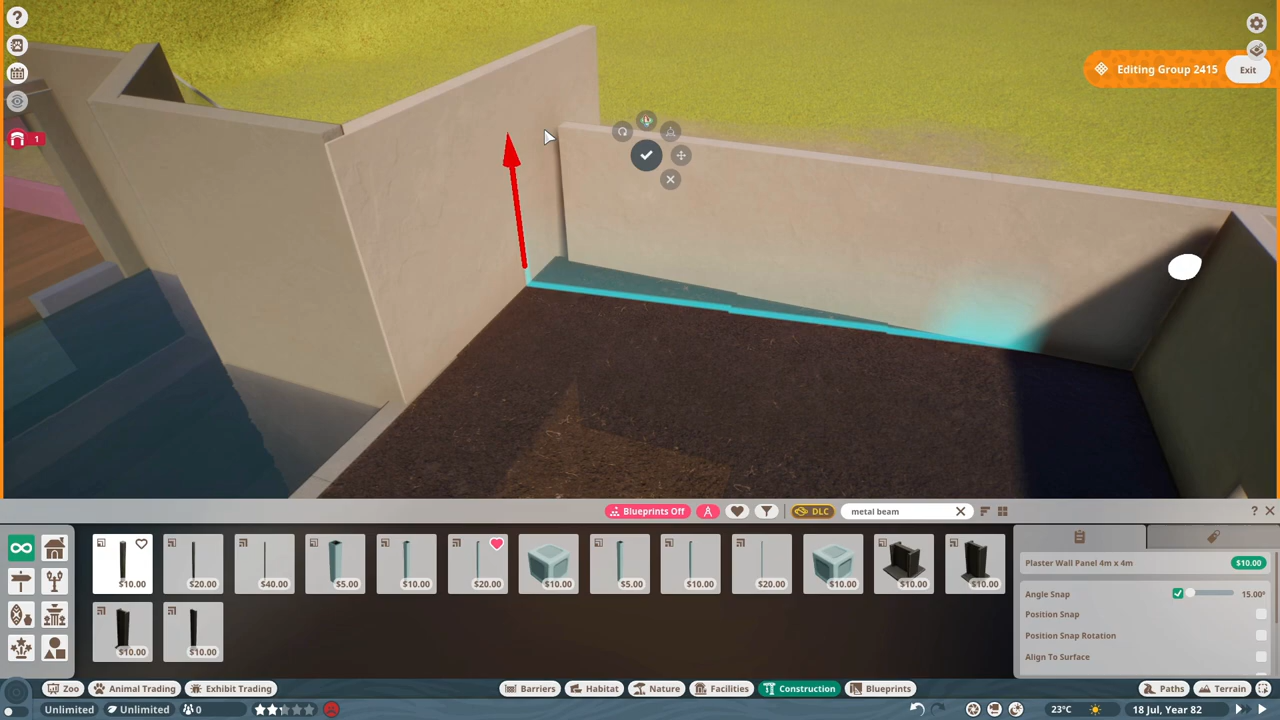 ?
Editing Group 2415
Exit
1
Blueprints Off
DLC
metal beam
?
$10.00
$20.00
$40.00
$5.00
$10.00
$20.00
$10.00
$5.00
$10.00
$20.00
$10.00
$10.00
$10.00
$10.00
$10.00
Plaster Wall Panel 4m x 4m
$10.00
Angle Snap
15.00°
Position Snap
Position Snap Rotation
Align To Surface
Zoo
Animal Trading
Exhibit Trading
Barriers
Habitat
Nature
Facilities
Construction
Blueprints
Paths
Terrain
Unlimited
Unlimited
0
23°C
18 Jul, Year 82